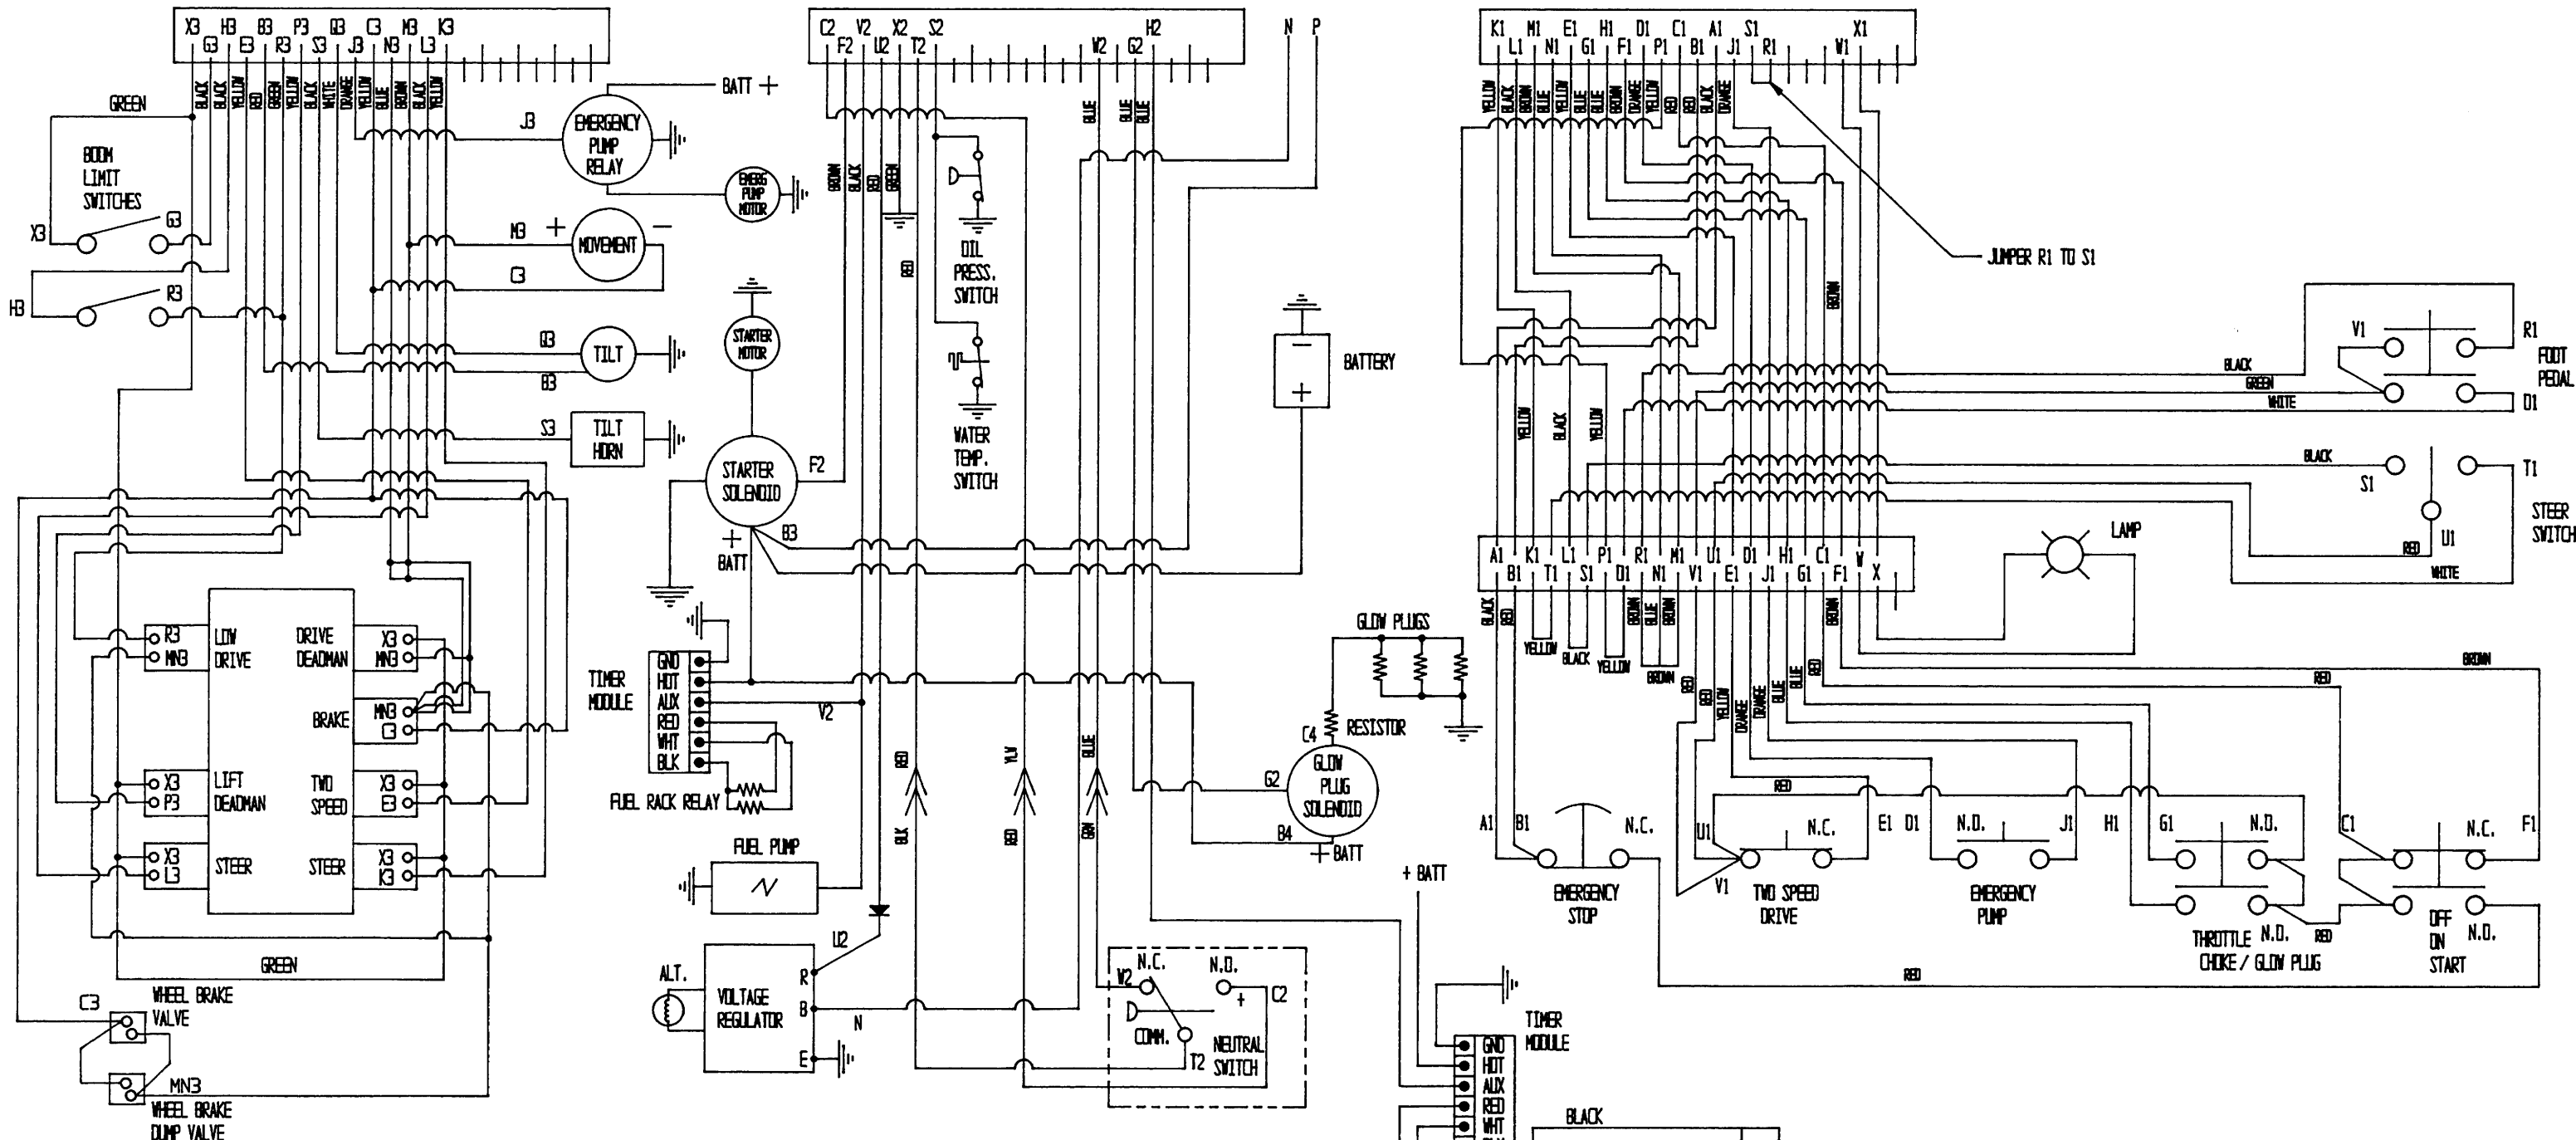 X3 H3 B3 P3 Q3 C3 M3 K3
G3 E3 R3 S3 J3 N3 L3
BLACK BLACK YELLOW RED GREEN YELLOW BLACK WHITE ORANGE YELLOW BLUE BROWN BLACK YELLOW
GREEN
BOOM
LIMIT
SWITCHES
X3
G3
H3
R3
J3
EMERGENCY
PUMP
RELAY
BATT +
EMERG
PUMP
MOTOR
M3 + MOVEMENT -
C3
Q3
TILT
B3
S3
TILT
HORN
R3
MN3
LOW
DRIVE
DRIVE
DEADMAN
X3
MN3
BRAKE
MN3
C3
X3
P3
LIFT
DEADMAN
TWO
SPEED
X3
E3
X3
L3
STEER
STEER
X3
K3
GREEN
C3
WHEEL BRAKE
VALVE
MN3
WHEEL BRAKE
DUMP VALVE
C2 V2 X2 S2 W2 G2 H2
F2 U2 T2
N P
BROWN BLACK RED GREEN
RED
BLUE BLUE BLUE
OIL
PRESS.
SWITCH
WATER
TEMP.
SWITCH
STARTER
MOTOR
STARTER
SOLENOID
F2
+
BATT
B3
-
+
BATTERY
TIMER
MODULE
GND
HOT
AUX
RED
WHT
BLK
V2
FUEL RACK RELAY
FUEL PUMP
U2
ALT.
VOLTAGE
REGULATOR
R
B
E
N
RED YLW BLUE
BLK RED GRN
GLOW PLUGS
RESISTOR
C4
GLOW
PLUG
SOLENOID
G2
B4
+ BATT
N.C.
N.O.
W2
+
C2
COMM.
T2
NEUTRAL
SWITCH
+ BATT
TIMER
MODULE
GND
HOT
AUX
RED
WHT
BLACK
K1 M1 E1 H1 D1 C1 A1 S1 X1
L1 N1 G1 F1 P1 B1 J1 R1 W1
YELLOW BLACK BROWN BLUE YELLOW BLUE BLUE BROWN ORANGE YELLOW RED RED BLACK ORANGE
JUMPER R1 TO S1
BROWN
YELLOW BLACK YELLOW
V1
R1
BLACK
GREEN
WHITE
FOOT
PEDAL
D1
BLACK
S1
T1
STEER
SWITCH
RED
U1
WHITE
LAMP
A1 K1 L1 P1 R1 M1 U1 D1 H1 C1 W
B1 T1 S1 D1 N1 V1 E1 J1 G1 F1 X
BLACK RED BROWN BLUE BROWN BROWN
YELLOW BLACK YELLOW BROWN
RED RED YELLOW ORANGE ORANGE BLUE BLUE RED
BROWN
RED
RED
A1 B1
N.C.
EMERGENCY
STOP
U1
V1
N.C.
E1
TWO SPEED
DRIVE
D1
N.O.
J1
EMERGENCY
PUMP
H1
G1
N.O.
N.O.
THROTTLE
CHOKE / GLOW PLUG
RED
C1
N.C.
F1
OFF
ON
START
N.O.
RED